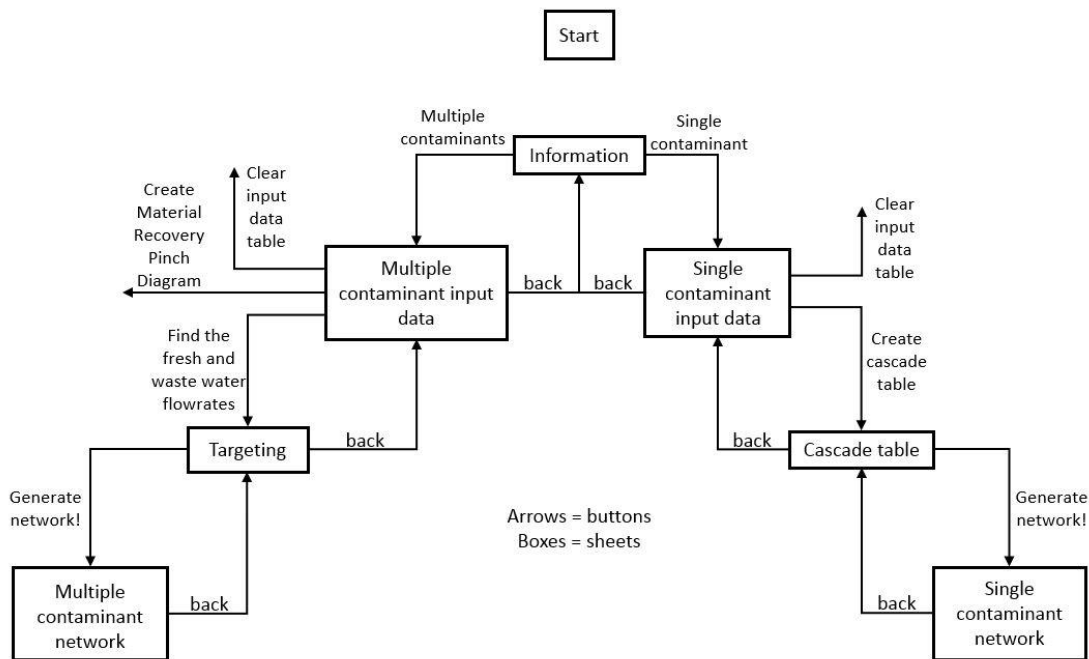 Start
Multiple
contaminants
Information
Single
contaminant
Create
Material
Recovery
Pinch
Diagram
Clear
input
data
table
Multiple
contaminant input
data
back
back
Single
contaminant
input data
Clear
input
data
table
Find the
fresh and
waste water
flowrates
Create
cascade
table
Targeting
back
back
Cascade table
Generate
network!
Arrows = buttons
Boxes = sheets
Generate
network!
Multiple
contaminant
network
back
back
Single
contaminant
network